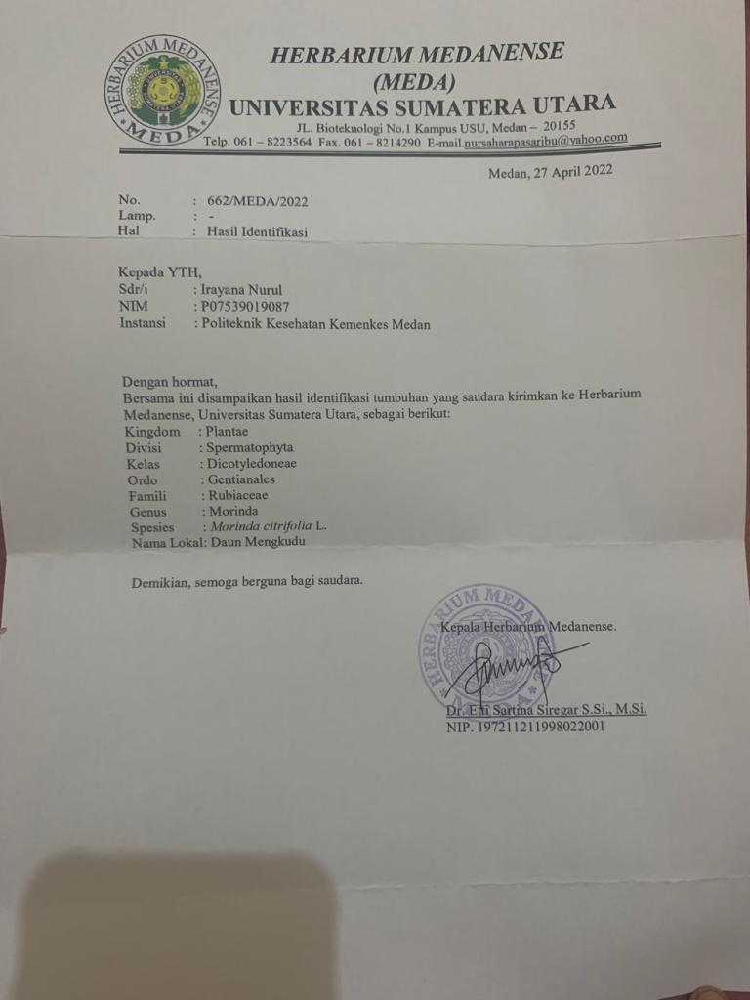 HERBARIUM MEDANENSE
MEDA
HERBARIUM MEDANENSE
(MEDA)
UNIVERSITAS SUMATERA UTARA
JL. Bioteknologi No.1 Kampus USU, Medan – 20155
Telp. 061 – 8223564 Fax. 061 – 8214290 E-mail.nursaharapasaribu@yahoo.com
Medan, 27 April 2022
No. : 662/MEDA/2022
Lamp. : -
Hal : Hasil Identifikasi
Kepada YTH,
Sdr/i : Irayana Nurul
NIM : P07539019087
Instansi : Politeknik Kesehatan Kemenkes Medan
Dengan hormat,
Bersama ini disampaikan hasil identifikasi tumbuhan yang saudara kirimkan ke Herbarium
Medanense, Universitas Sumatera Utara, sebagai berikut:
Kingdom : Plantae
Divisi : Spermatophyta
Kelas : Dicotyledoneae
Ordo : Gentianales
Famili : Rubiaceae
Genus : Morinda
Spesies : Morinda citrifolia L.
Nama Lokal: Daun Mengkudu
Demikian, semoga berguna bagi saudara.
HERBARIUM MEDANENSE
MEDA
Kepala Herbarium Medanense.
Dr. Etti Sartina Siregar S.Si., M.Si.
NIP. 197211211998022001